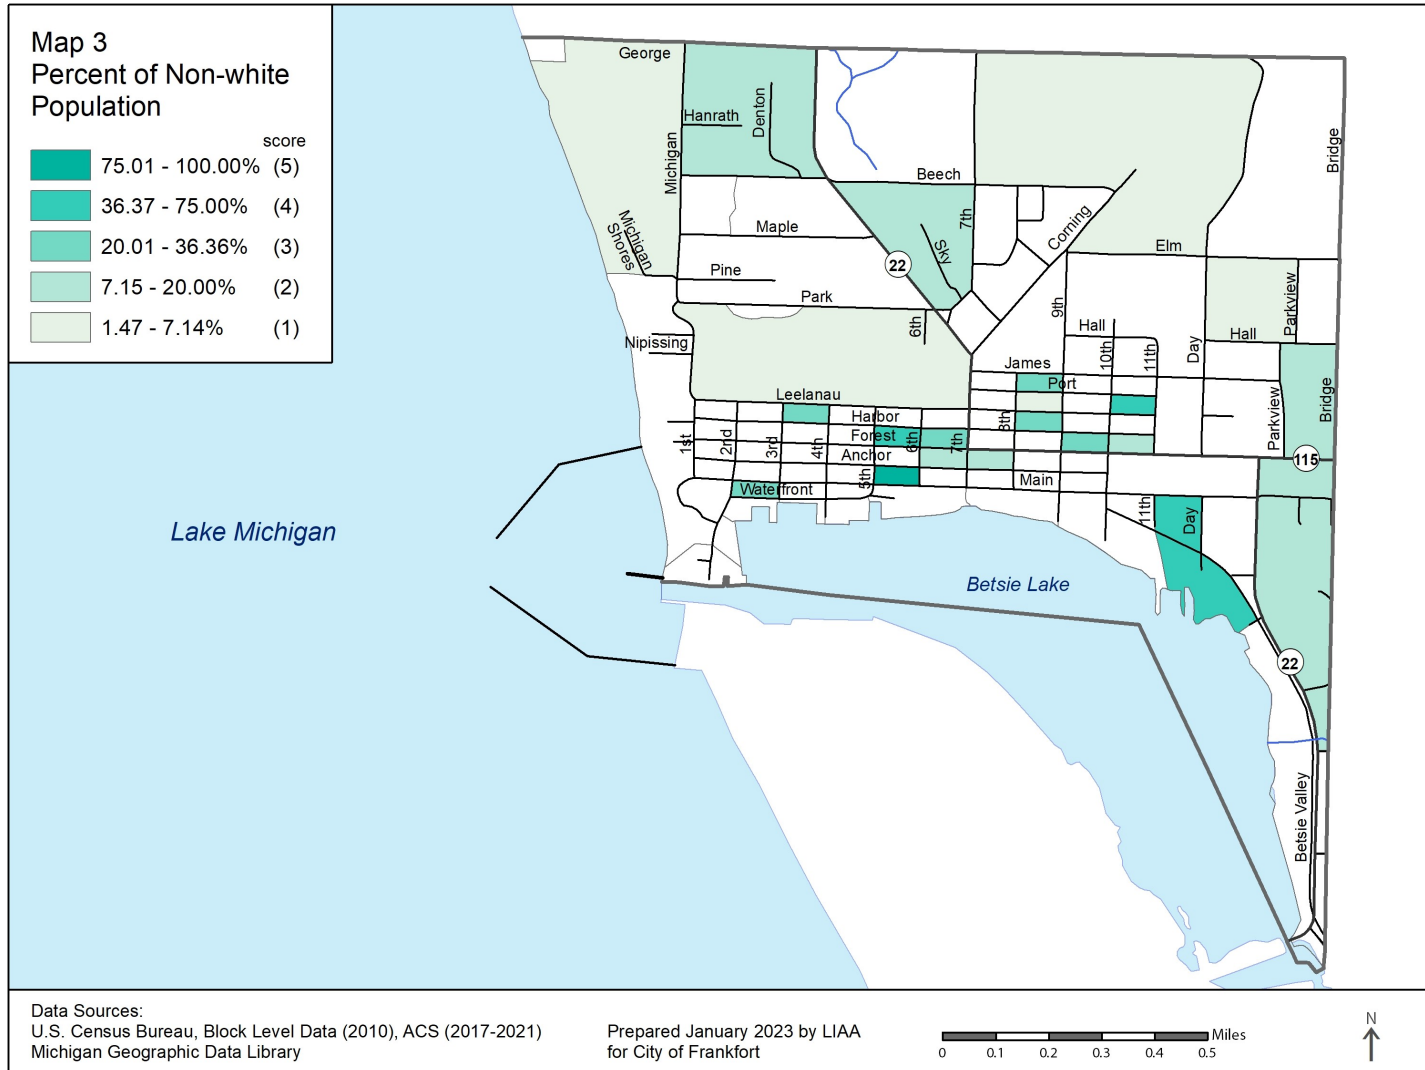 Map 3
Percent of Non-white
Population
score
75.01 - 100.00% (5)
36.37 - 75.00% (4)
20.01 - 36.36% (3)
7.15 - 20.00% (2)
1.47 - 7.14% (1)
George
Hanrath
Denton
Michigan
Bridge
Beech
Michigan
Shores
Maple
Sky
7th
Corning
Elm
22
Pine
Park
6th
9th
Parkview
Hall
Hall
Nipissing
10th
11th
Day
James
Port
Leelanau
Harbor
8th
Parkview
Bridge
Forest
1st
2nd
3rd
4th
6th
7th
Anchor
115
5th
Main
Waterfront
11th
Day
Lake Michigan
Betsie Lake
22
Betsie Valley
Data Sources:
U.S. Census Bureau, Block Level Data (2010), ACS (2017-2021)
Michigan Geographic Data Library
Prepared January 2023 by LIAA
for City of Frankfort
Miles
0 0.1 0.2 0.3 0.4 0.5
N